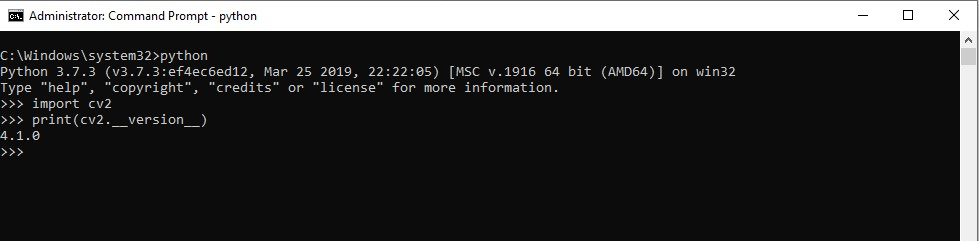 Administrator: Command Prompt - python
C:\Windows\system32>python
Python 3.7.3 (v3.7.3:ef4ec6ed12, Mar 25 2019, 22:22:05) [MSC v.1916 64 bit (AMD64)] on win32
Type "help", "copyright", "credits" or "license" for more information.
>>> import cv2
>>> print(cv2.__version__)
4.1.0
>>>